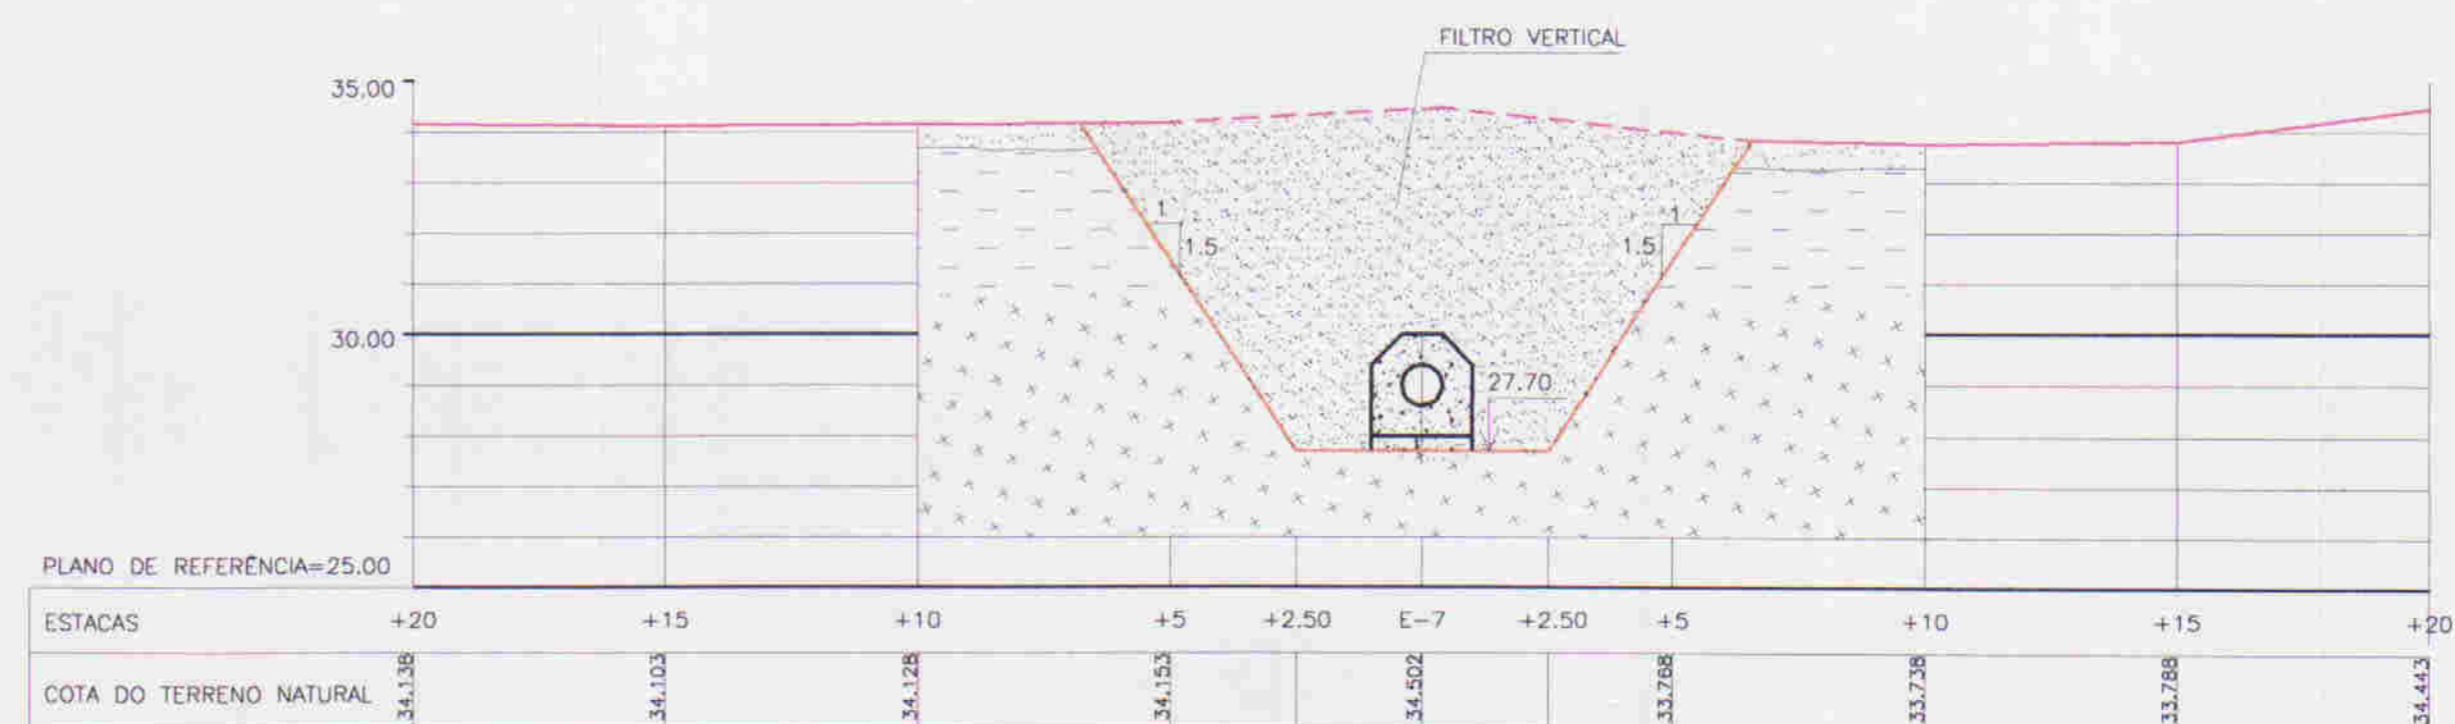 FILTRO VERTICAL
35.00
1
1.5
1
1.5
30.00
27.70
PLANO DE REFERÊNCIA=25.00
ESTACAS +20 +15 +10 +5 +2.50 E-7 +2.50 +5 +10 +15 +20
COTA DO TERRENO NATURAL 34.138 34.103 34.128 34.153 34.502 33.768 33.738 33.788 34.443